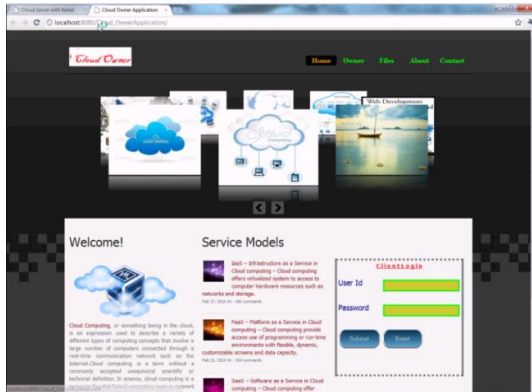 Cloud Server with Nafali
Cloud Owner Application
localhost:8080/Cloud_OwnerApplication/
Cloud Owner
Home Owner Files About Contact
Cloud Computing
Web Development
Welcome!
Cloud Computing, or something being in the cloud,
is an expression used to describe a variety of
different types of computing concepts that involve a
large number of computers connected through a
real-time communication network such as the
Internet.Cloud computing is a term without a
commonly accepted unequivocal scientific or
technical definition. In science, cloud computing is a
Service Models
IaaS – Infrastructure as a Service in
Cloud computing – Cloud computing
offers virtualized system to access to
computer hardware resources such as
networks and storage.
PaaS – Platform as a Service in Cloud
computing – Cloud computing provide
access use of programming or run-time
environments with flexible, dynamic,
customizable screens and data capacity.
SaaS – Software as a Service in Cloud
computing – Cloud computing offer
ClientLogin
User Id
Password
Submit Reset